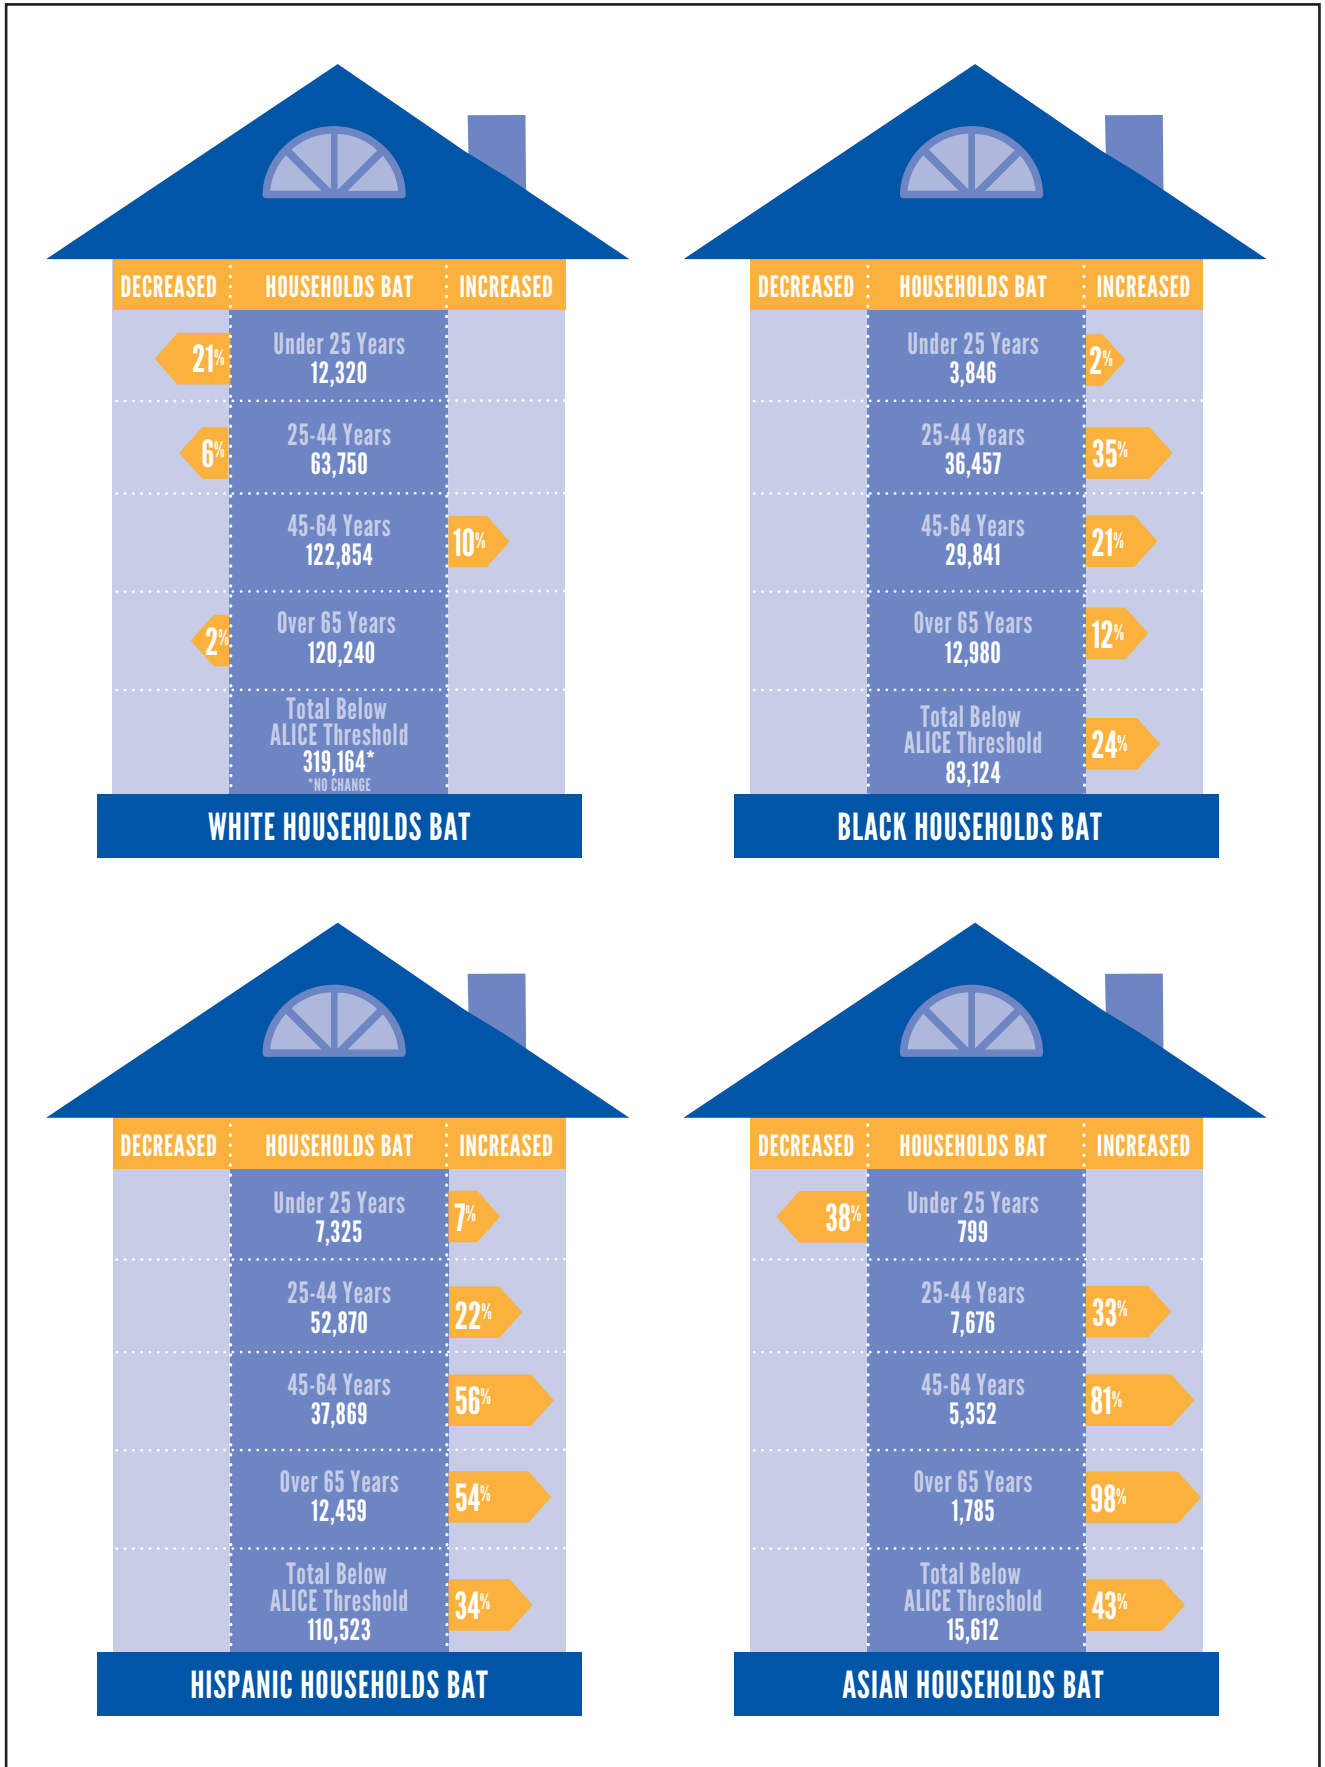 DECREASED HOUSEHOLDS BAT INCREASED
21% Under 25 Years
12,320
6% 25-44 Years
63,750
45-64 Years 10%
122,854
2% Over 65 Years
120,240
Total Below
ALICE Threshold
319,164*
*NO CHANGE
WHITE HOUSEHOLDS BAT
DECREASED HOUSEHOLDS BAT INCREASED
Under 25 Years 2%
3,846
25-44 Years 35%
36,457
45-64 Years 21%
29,841
Over 65 Years 12%
12,980
Total Below
ALICE Threshold 24%
83,124
BLACK HOUSEHOLDS BAT
DECREASED HOUSEHOLDS BAT INCREASED
Under 25 Years 7%
7,325
25-44 Years 22%
52,870
45-64 Years 56%
37,869
Over 65 Years 54%
12,459
Total Below
ALICE Threshold 34%
110,523
HISPANIC HOUSEHOLDS BAT
DECREASED HOUSEHOLDS BAT INCREASED
38% Under 25 Years
799
25-44 Years 33%
7,676
45-64 Years 81%
5,352
Over 65 Years 98%
1,785
Total Below
ALICE Threshold 43%
15,612
ASIAN HOUSEHOLDS BAT